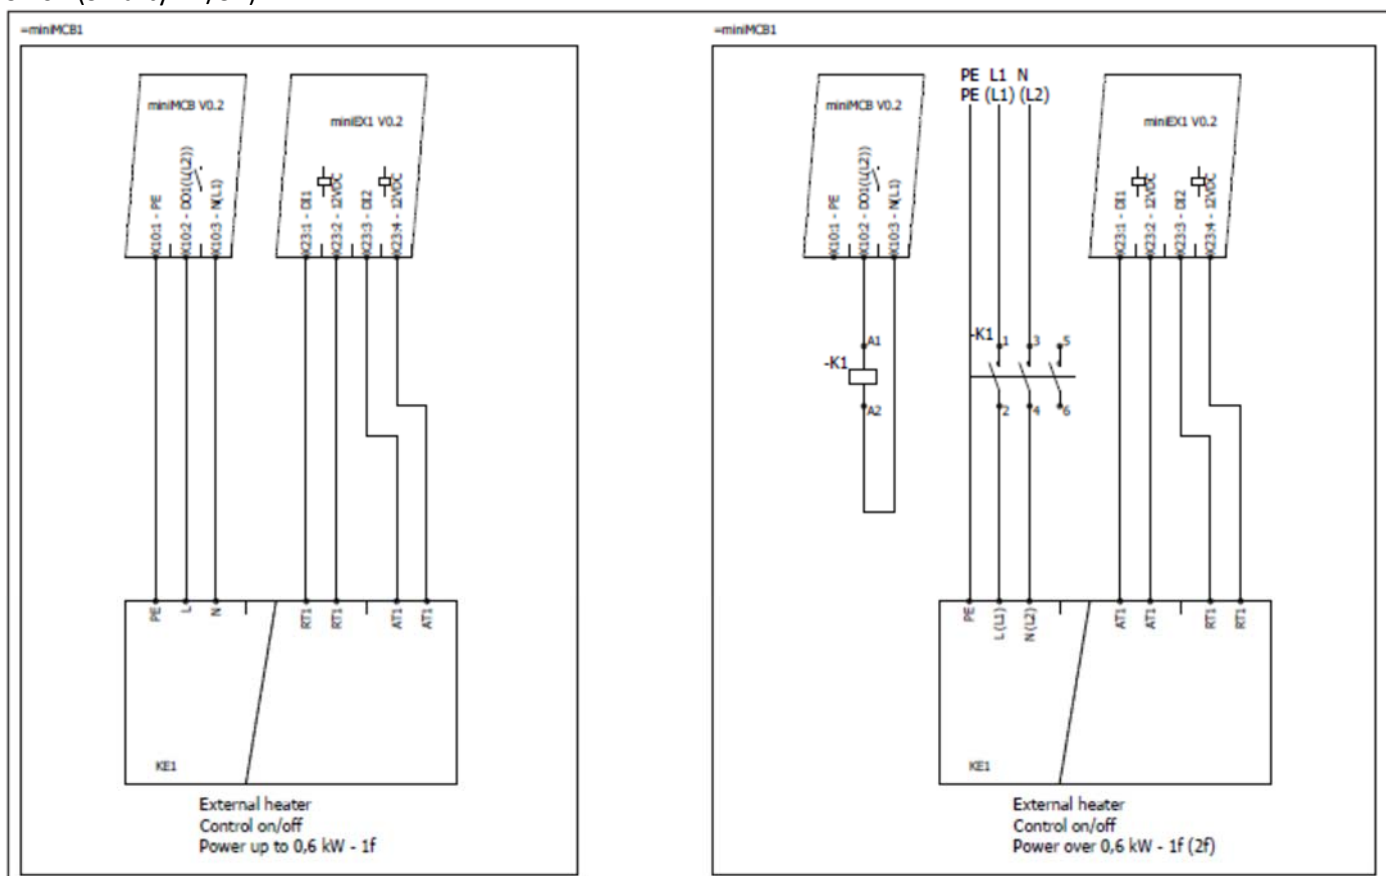 =miniMCB1
miniMCB V0.2
miniEX1 V0.2
X10:1 - PE
X10:2 - DO1(L(L2))
X10:3 - N(L1)
X23:1 - DI1
X23:2 - 12VDC
X23:3 - DI2
X23:4 - 12VDC
PE
L
N
RT1
RT1
AT1
AT1
KE1
External heater
Control on/off
Power up to 0,6 kW - 1f
=miniMCB1
PE L1 N
PE (L1) (L2)
miniMCB V0.2
miniEX1 V0.2
X10:1 - PE
X10:2 - DO1(L(L2))
X10:3 - N(L1)
X23:1 - DI1
X23:2 - 12VDC
X23:3 - DI2
X23:4 - 12VDC
-K1
A1
A2
-K1
1
3
5
2
4
6
PE
L (L1)
N (L2)
AT1
AT1
RT1
RT1
KE1
External heater
Control on/off
Power over 0,6 kW - 1f (2f)